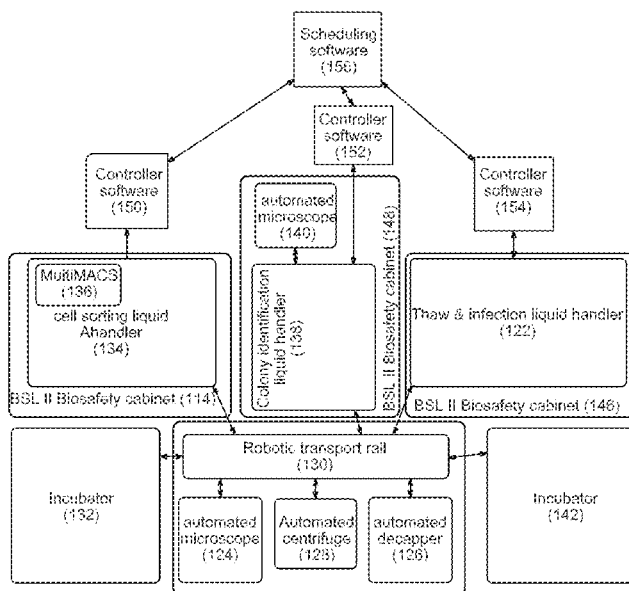 Scheduling
software
(156)
Controller
software
(152)
Controller
software
(150)
Controller
software
(154)
automated
microscope
(140)
BSL II Biosafety cabinet (148)
MultiMACS
(136)
cell sorting liquid
Ahandler
(134)
BSL II Biosafety cabinet (114)
Colony identification
liquid handler
(138)
Thaw & infection liquid handler
(122)
BSL II Biosafety cabinet (146)
Robotic transport rail
(130)
Incubator
(132)
automated
microscope
(124)
Automated
centrifuge
(128)
automated
decapper
(126)
Incubator
(142)